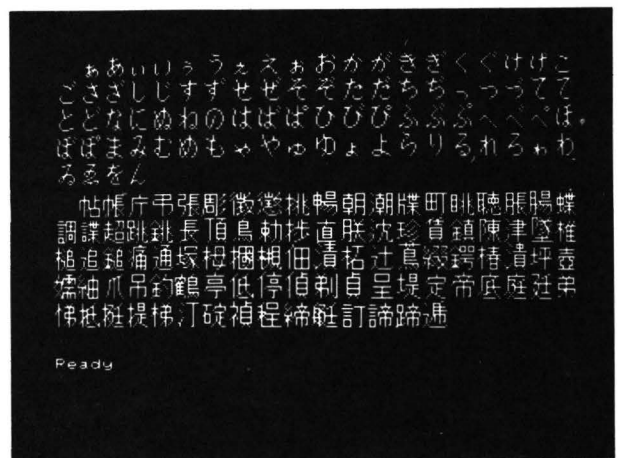 ぁあぃいぅうぇえぉおかがきぎくぐけげこ
ごさざしじすずせぜそぞただちぢっつづてで
とどなにぬねのはばぱひびぴふぶぷへべぺほ
ぼぽまみむめもゃやゅゆょよらりるれろゎわ
ゐゑをん
帖帳庁弔張彫徴懲挑暢朝潮牒町眺聴脹腸蝶
調諜超跳銚長頂鳥勅捗直朕沈珍賃鎮陳津墜椎
槌追鎚痛通塚栂掴槻佃漬柘辻蔦綴鍔椿潰坪壷
嬬紬爪吊釣鶴亭低停偵剃貞呈堤定帝底庭廷弟
悌抵挺提梯汀碇禎程締艇訂諦蹄逓
Ready